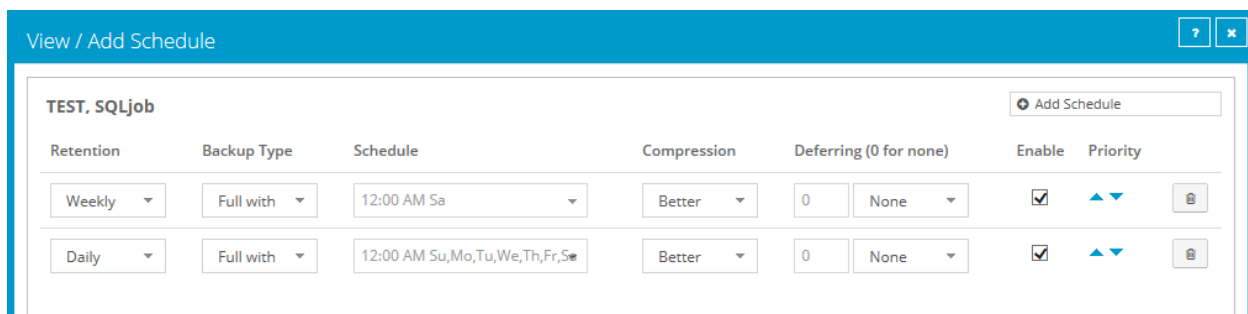 View / Add Schedule ? ×
TEST, SQLjob Add Schedule
Retention Backup Type Schedule Compression Deferring (0 for none) Enable Priority
Weekly Full with 12:00 AM Sa Better 0 None
Daily Full with 12:00 AM Su,Mo,Tu,We,Th,Fr,Sa Better 0 None